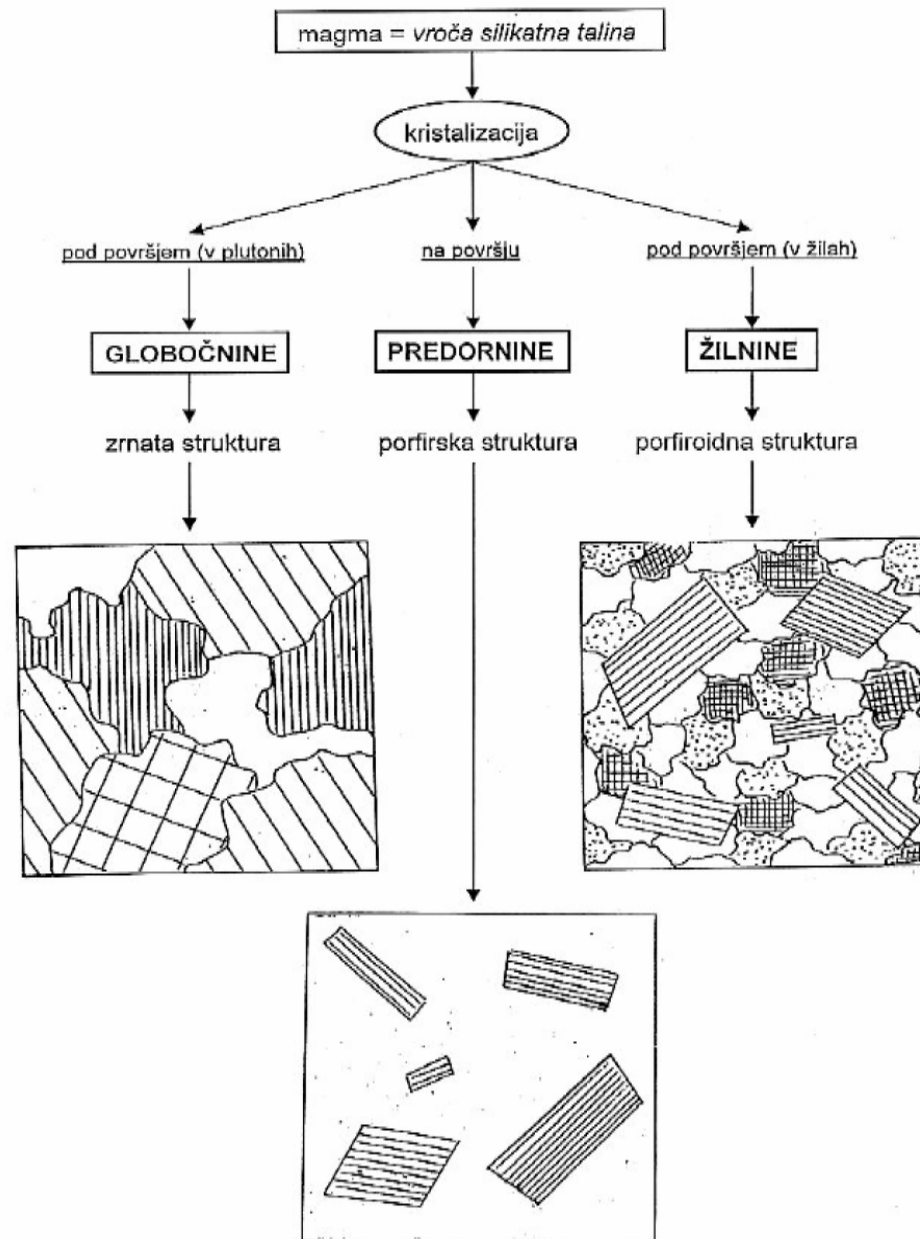 magma = vroča silikatna talina
kristalizacija
pod površjem (v plutonih)
na površju
pod površjem (v žilah)
GLOBOČNINE
PREDORNINE
ŽILNINE
zrnata struktura
porfirska struktura
porfiroidna struktura